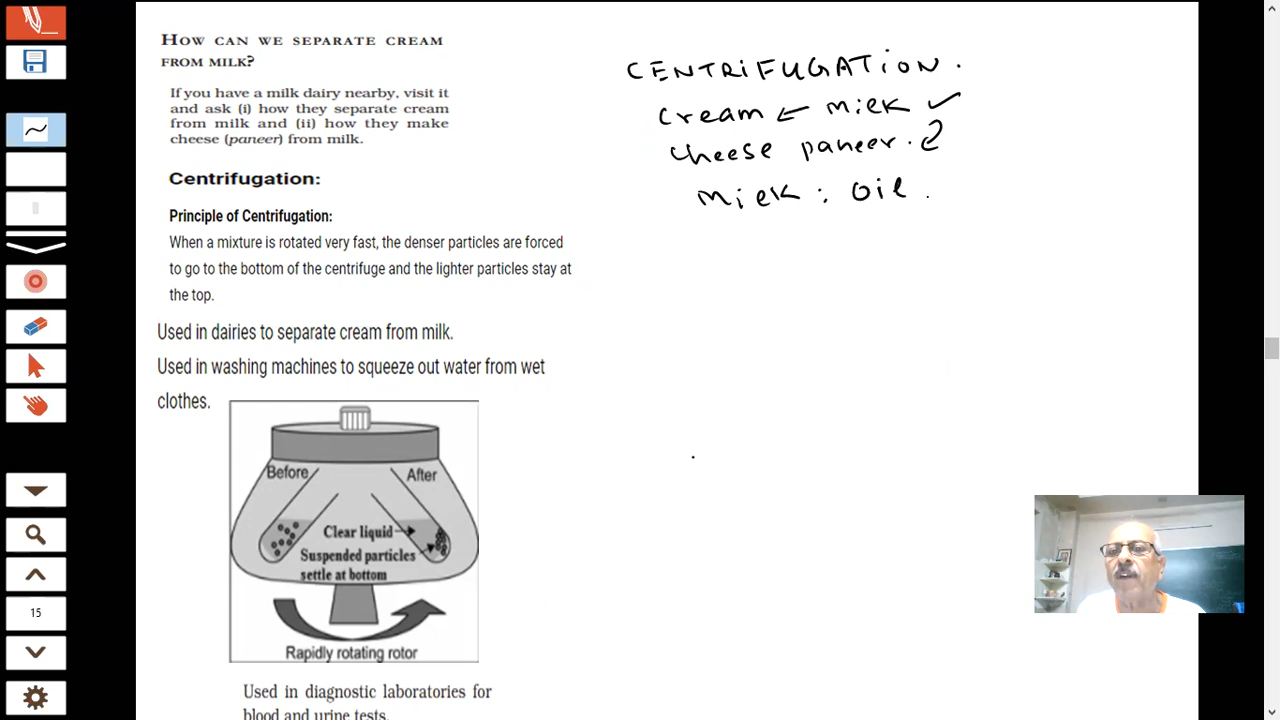 HOW CAN WE SEPARATE CREAM
FROM MILK?
If you have a milk dairy nearby, visit it
and ask (i) how they separate cream
from milk and (ii) how they make
cheese (paneer) from milk.
Centrifugation:
Principle of Centrifugation:
When a mixture is rotated very fast, the denser particles are forced
to go to the bottom of the centrifuge and the lighter particles stay at
the top.
Used in dairies to separate cream from milk.
Used in washing machines to squeeze out water from wet
clothes.
Before
After
Clear liquid
Suspended particles
settle at bottom
Rapidly rotating rotor
Used in diagnostic laboratories for
blood and urine tests.
CENTRIFUGATION.
cream ← milk ✓
cheese paneer.
milk : oil.
15